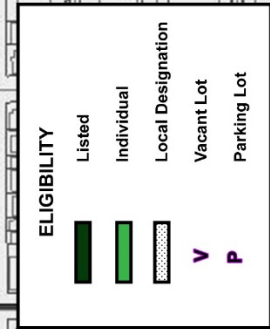 ELIGIBILITY
Listed
Individual
Local Designation
V Vacant Lot
P Parking Lot